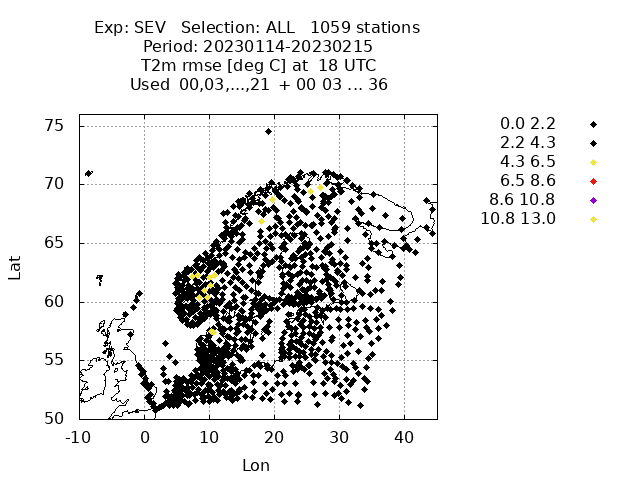 Exp: SEV   Selection: ALL   1059 stations
Period: 20230114-20230215
T2m rmse [deg C] at  18 UTC
Used  00,03,...,21  + 00 03 ... 36
75
70
65
60
55
50
-10 0 10 20 30 40
Lat
Lon
0.0 2.2
2.2 4.3
4.3 6.5
6.5 8.6
8.6 10.8
10.8 13.0